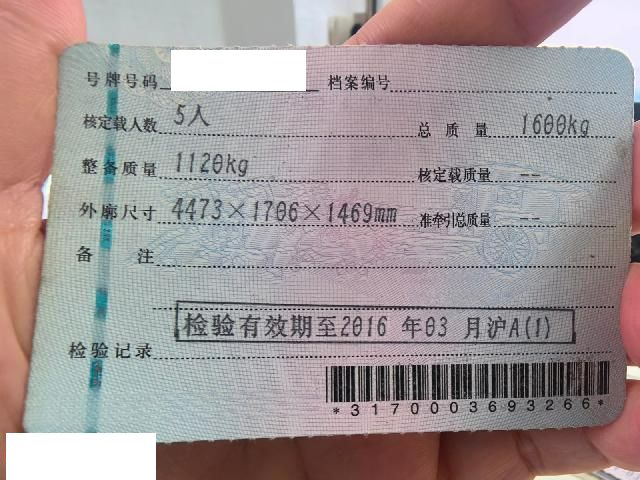 号牌号码 档案编号
核定载人数 5人 总质量 1600kg
整备质量 1120kg 核定载质量 --
外廓尺寸 4473×1706×1469mm 准牵引总质量 --
备注
检验有效期至2016 年03 月沪A(1)
检验记录
*3170003693266*